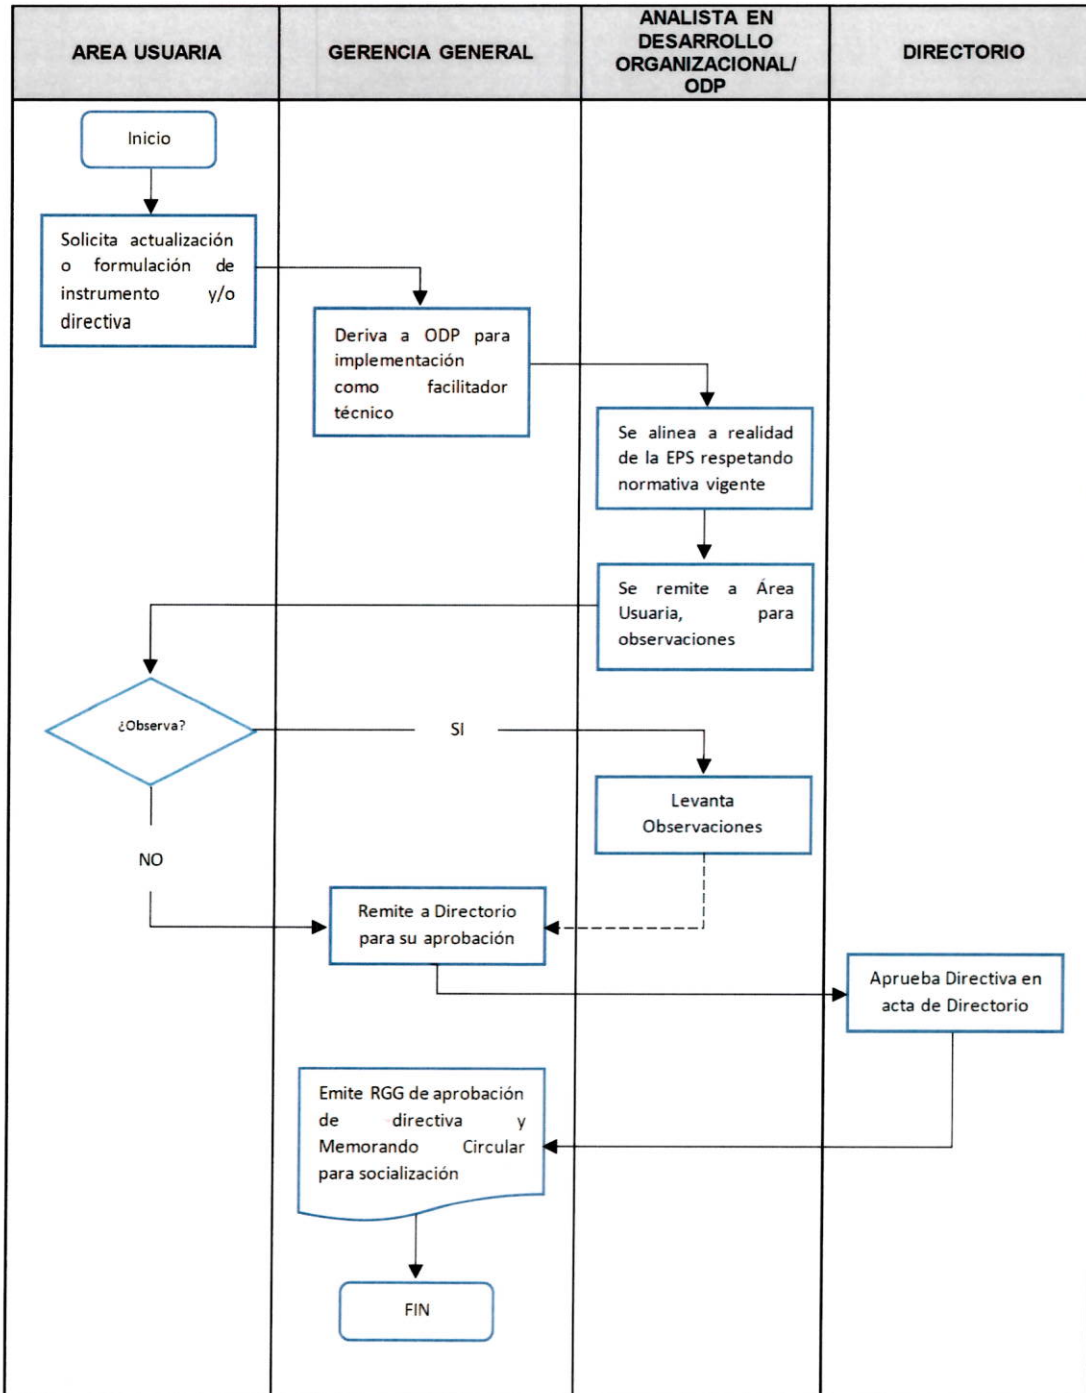 AREA USUARIA
GERENCIA GENERAL
ANALISTA EN
DESARROLLO
ORGANIZACIONAL/
ODP
DIRECTORIO
Inicio
Solicita actualización
o formulación de
instrumento y/o
directiva
Deriva a ODP para
implementación
como facilitador
técnico
Se alinea a realidad
de la EPS respetando
normativa vigente
Se remite a Área
Usuaria, para
observaciones
¿Observa?
SI
Levanta
Observaciones
NO
Remite a Directorio
para su aprobación
Aprueba Directiva en
acta de Directorio
Emite RGG de aprobación
de directiva y
Memorando Circular
para socialización
FIN